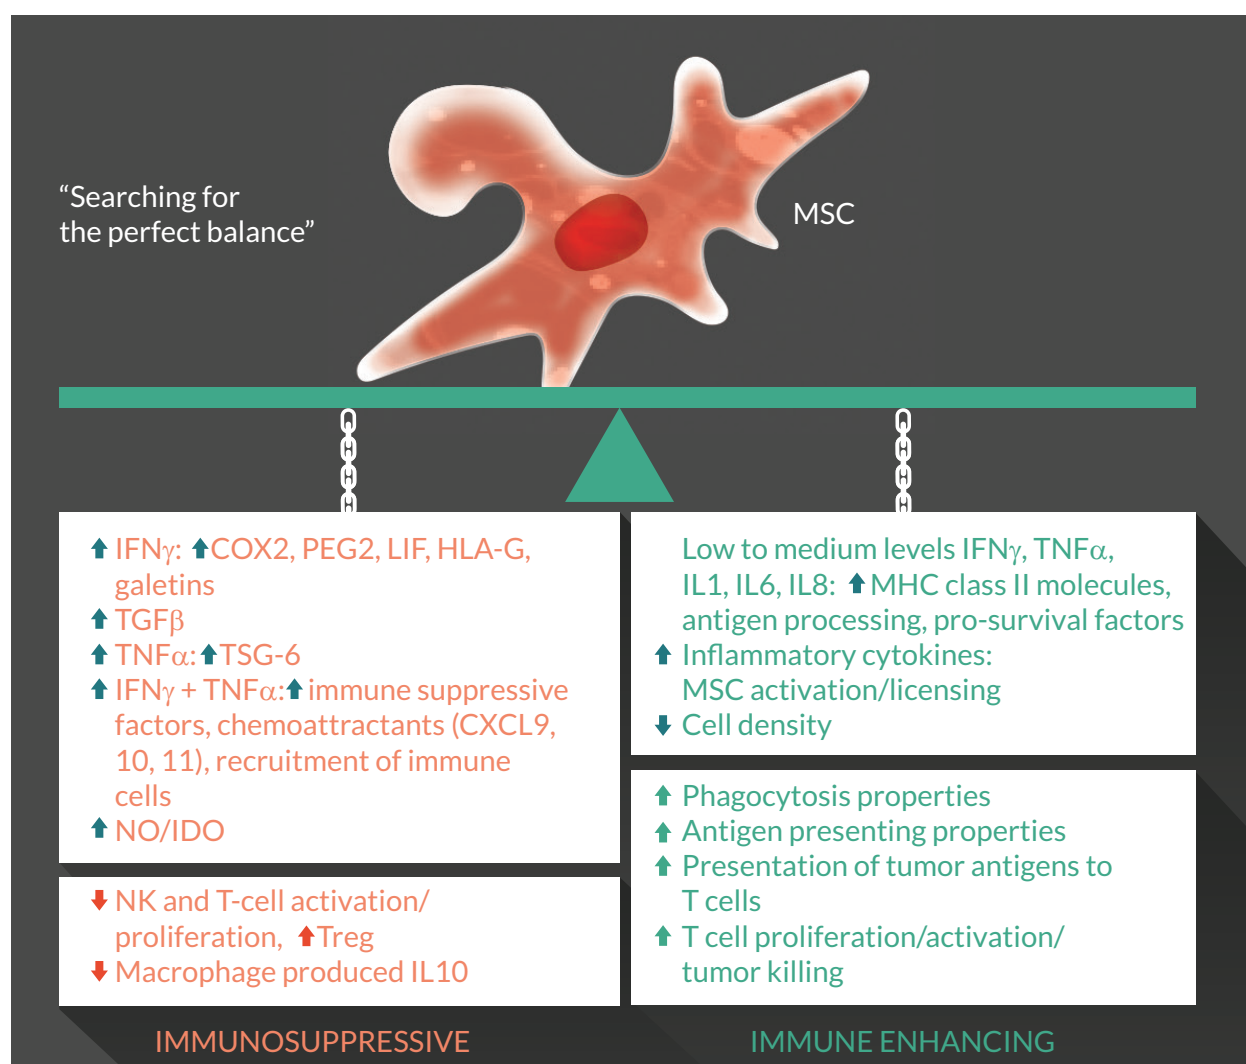 “Searching for
the perfect balance”
MSC
IFNγ: COX2, PEG2, LIF, HLA-G,
galetins
TGFβ
TNFα: TSG-6
IFNγ + TNFα: immune suppressive
factors, chemoattractants (CXCL9,
10, 11), recruitment of immune
cells
NO/IDO
NK and T-cell activation/
proliferation, Treg
Macrophage produced IL10
IMMUNOSUPPRESSIVE
Low to medium levels IFNγ, TNFα,
IL1, IL6, IL8: MHC class II molecules,
antigen processing, pro-survival factors
Inflammatory cytokines:
MSC activation/licensing
Cell density
Phagocytosis properties
Antigen presenting properties
Presentation of tumor antigens to
T cells
T cell proliferation/activation/
tumor killing
IMMUNE ENHANCING